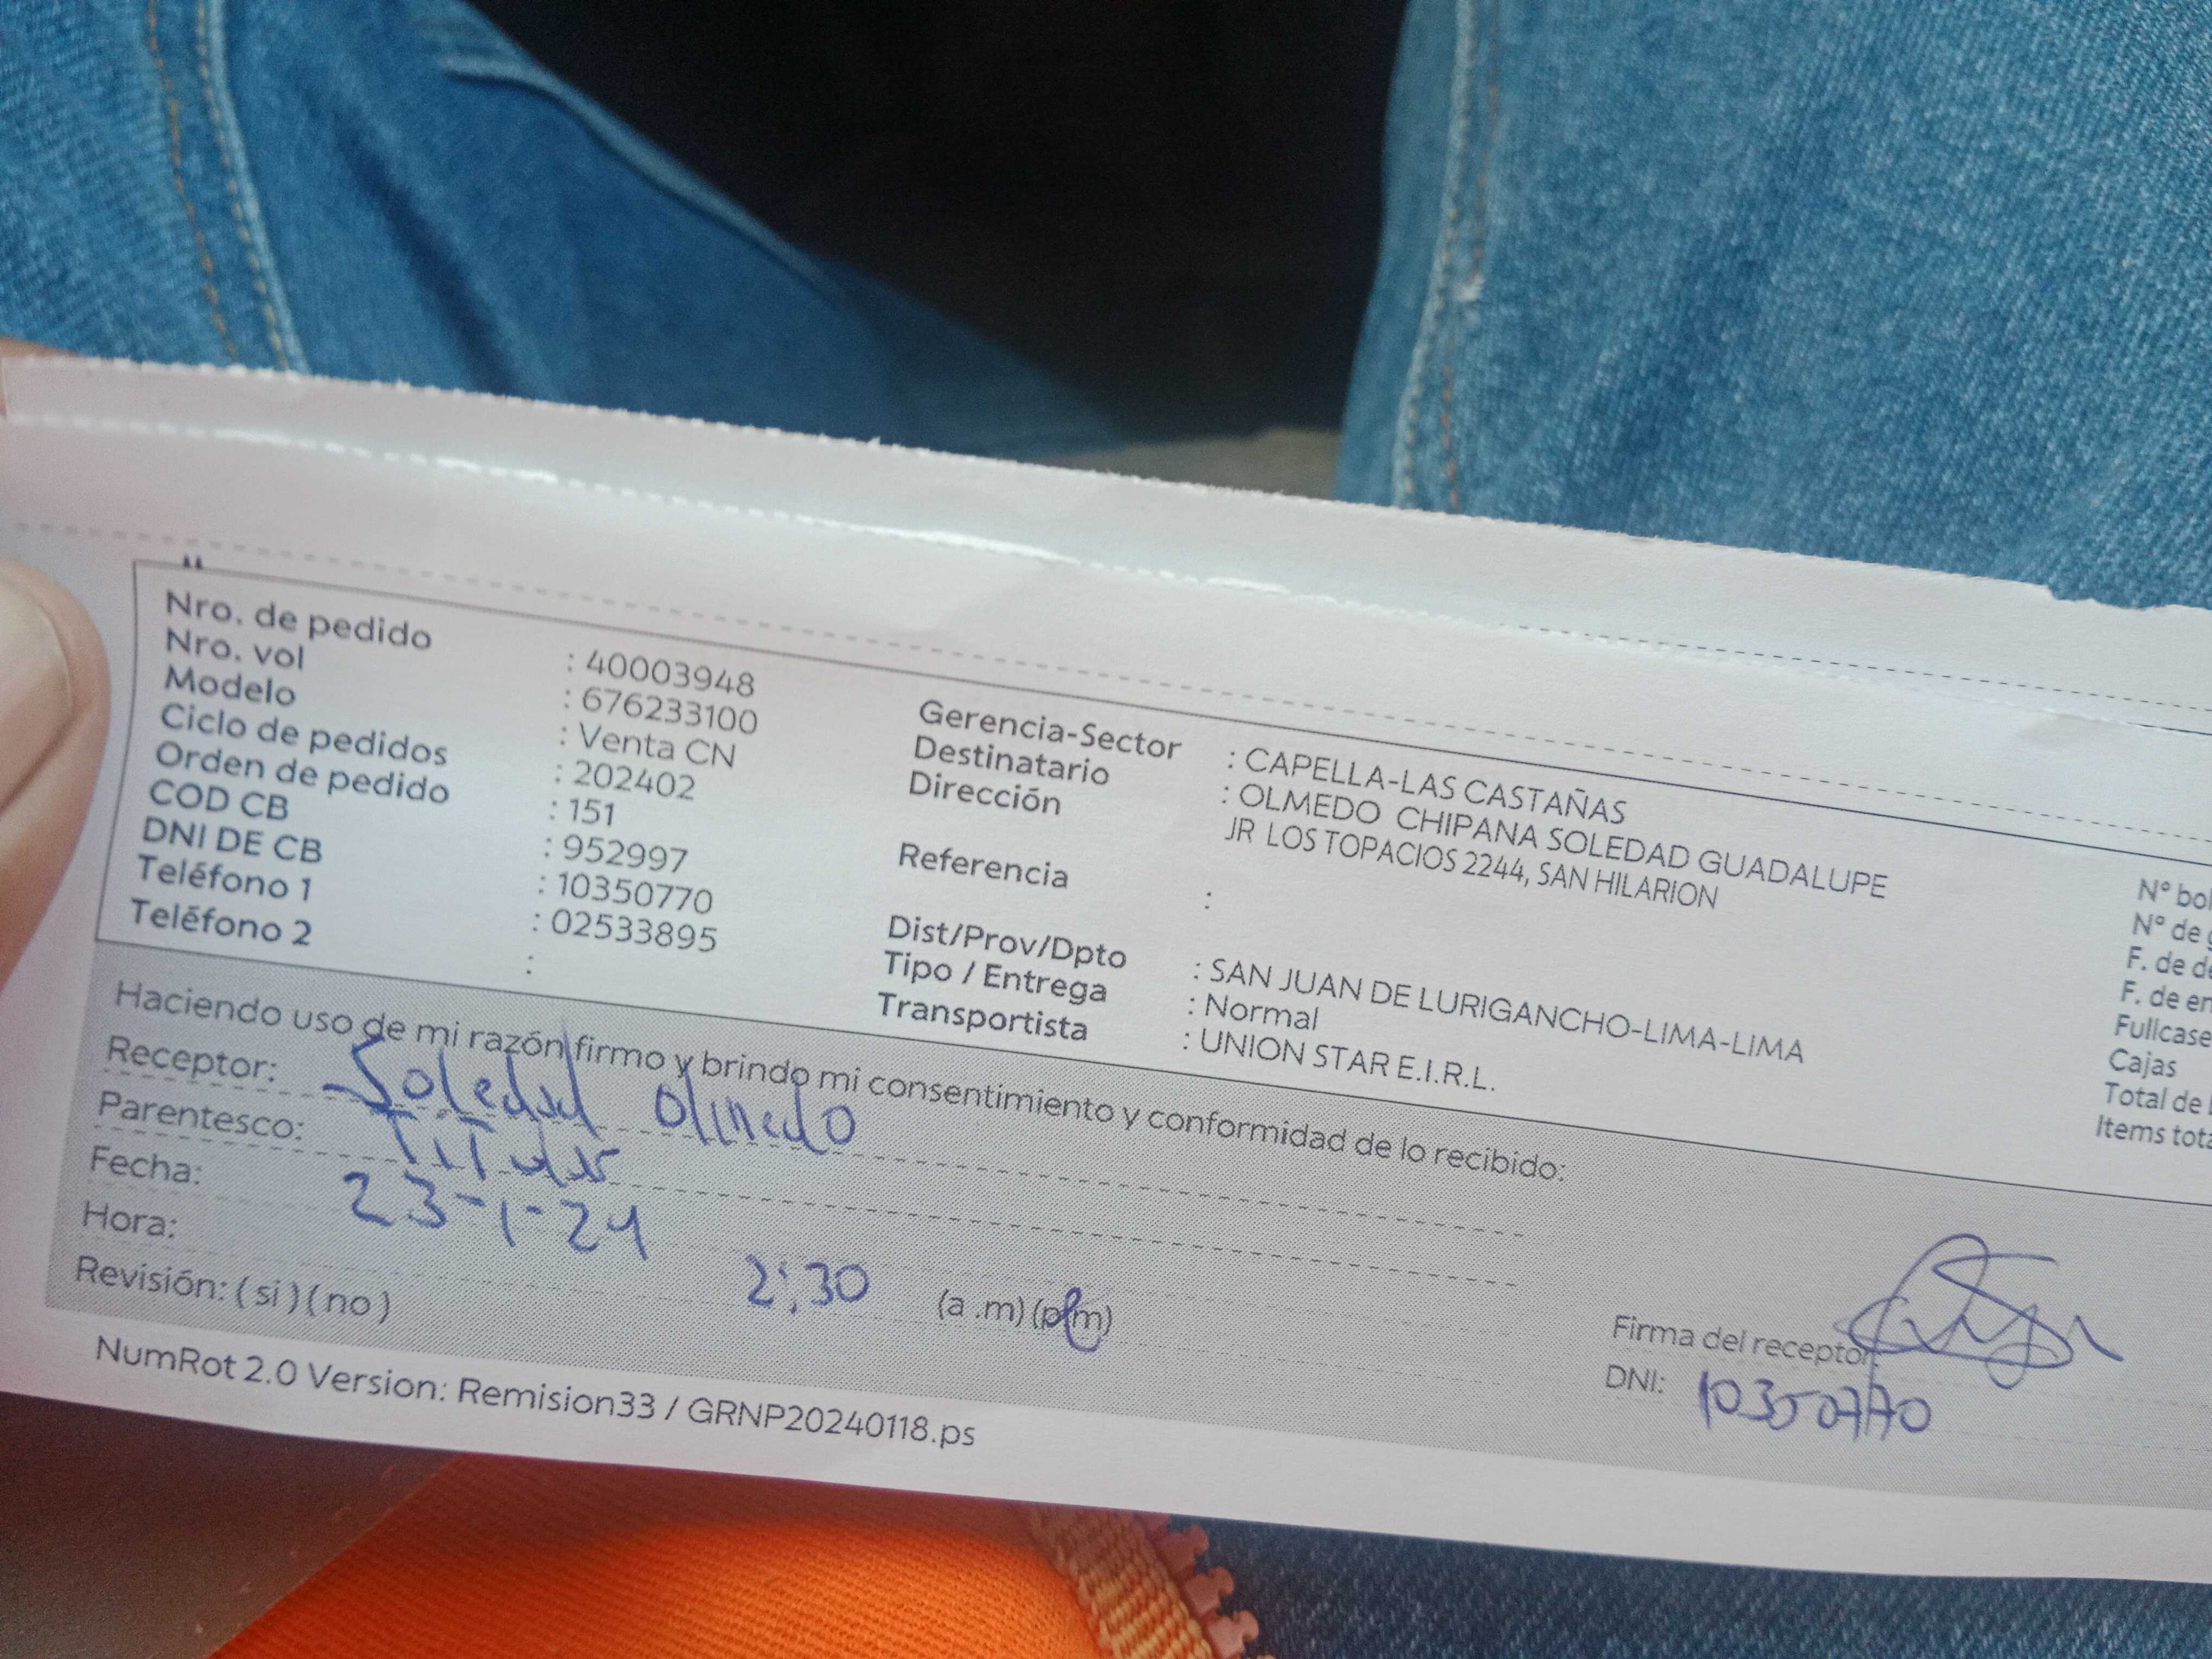 Nro. de pedido : 40003948
Nro. vol : 676233100
Modelo : Venta CN
Ciclo de pedidos : 202402
Orden de pedido : 151
COD CB : 952997
DNI DE CB : 10350770
Teléfono 1 : 02533895
Teléfono 2 :
Gerencia-Sector : CAPELLA-LAS CASTAÑAS
Destinatario : OLMEDO CHIPANA SOLEDAD GUADALUPE
Dirección JR LOS TOPACIOS 2244, SAN HILARION
Referencia :
Dist/Prov/Dpto : SAN JUAN DE LURIGANCHO-LIMA-LIMA
Tipo / Entrega : Normal
Transportista : UNION STAR E.I.R.L.
N° bol
N° de g
F. de de
F. de en
Fullcase
Cajas
Total de
Items tota
Haciendo uso de mi razón firmo y brindo mi consentimiento y conformidad de lo recibido:
Receptor: Soledad Olmedo
Parentesco: Titular
Fecha: 23-1-24
Hora: 2:30 (a .m) (p.m)
Revisión: ( si ) ( no )
Firma del receptor:
DNI: 10350770
NumRot 2.0 Version: Remision33 / GRNP20240118.ps